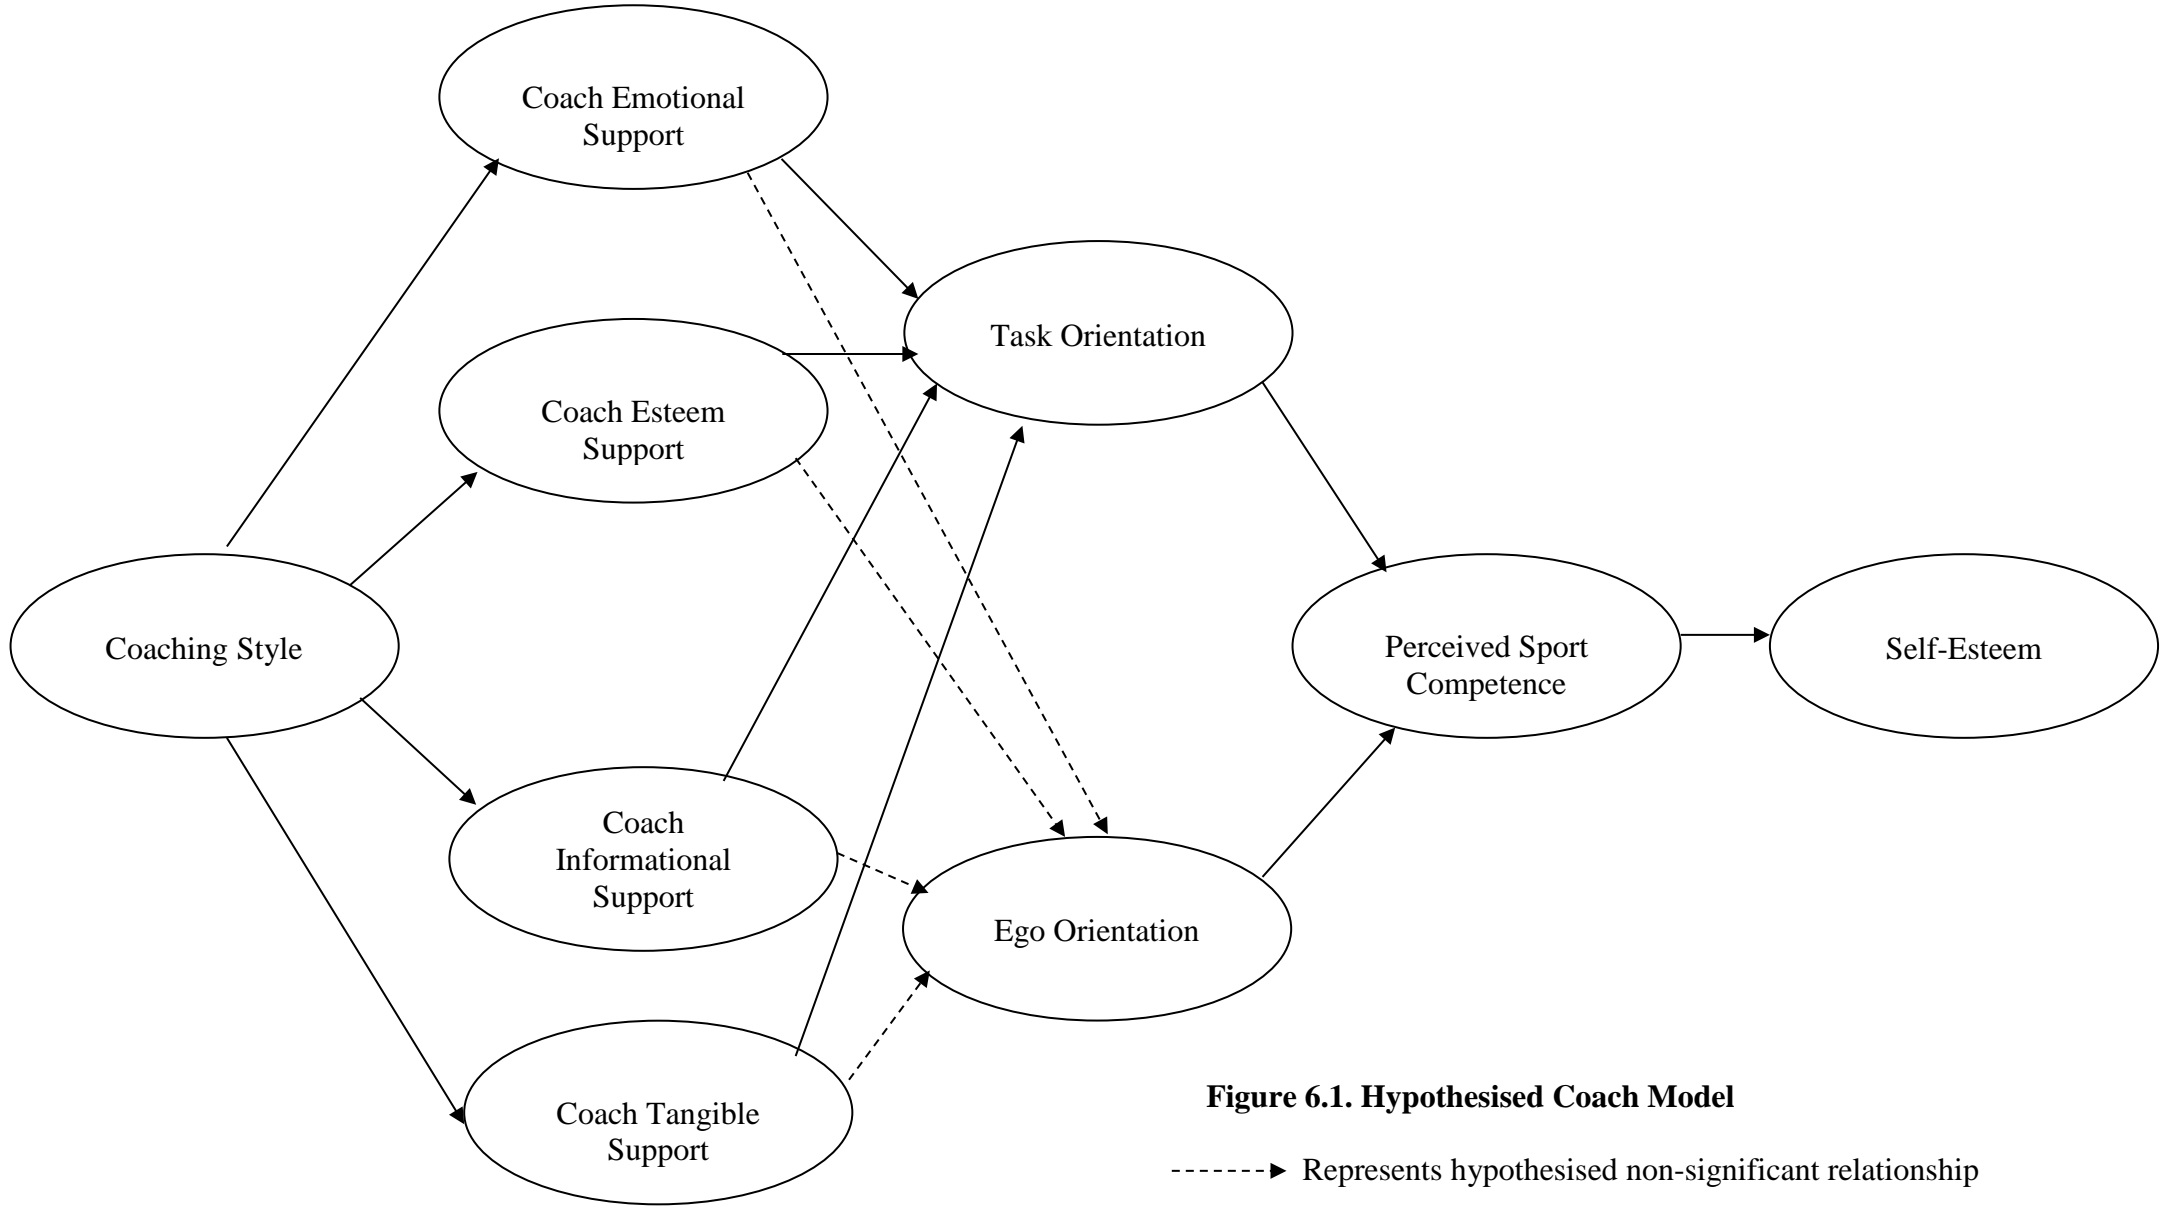 Coach Emotional
Support
Task Orientation
Coach Esteem
Support
Coaching Style
Perceived Sport
Competence
Self-Esteem
Coach
Informational
Support
Ego Orientation
Coach Tangible
Support
Figure 6.1. Hypothesised Coach Model
Represents hypothesised non-significant relationship